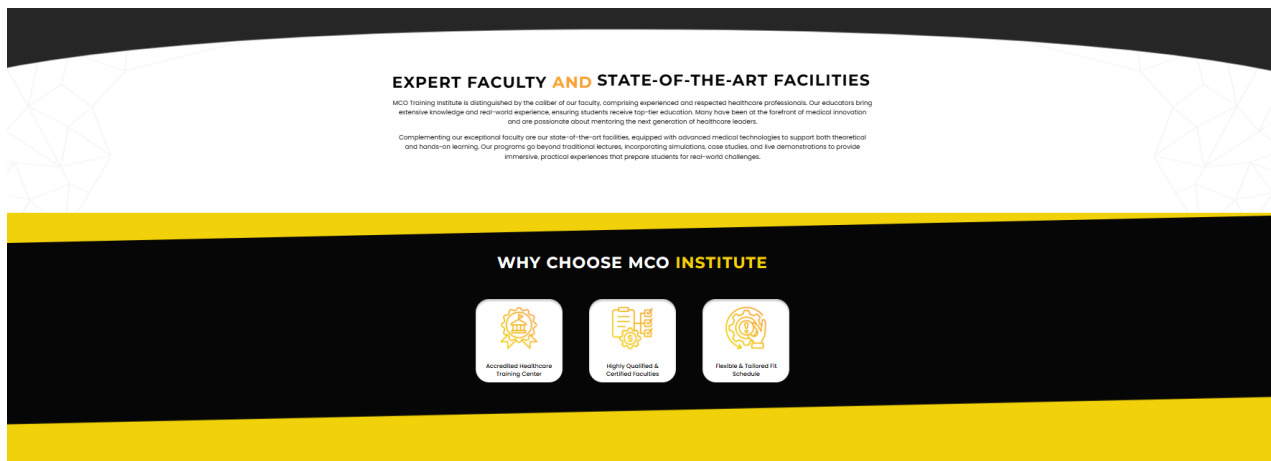 EXPERT FACULTY AND STATE-OF-THE-ART FACILITIES
MCO Training Institute is distinguished by the caliber of our faculty, comprising experienced and respected healthcare professionals. Our educators bring
extensive knowledge and real-world experience, ensuring students receive top-tier education. Many have been at the forefront of medical innovation
and are passionate about mentoring the next generation of healthcare leaders.
Complementing our exceptional faculty are our state-of-the-art facilities, equipped with advanced medical technologies to support both theoretical
and hands-on learning. Our programs go beyond traditional lectures, incorporating simulations, case studies, and live demonstrations to provide
immersive, practical experiences that prepare students for real-world challenges.
WHY CHOOSE MCO INSTITUTE
Accredited Healthcare
Training Center
Highly Qualified &
Certified Faculties
Flexible & Tailored Fit
Schedule